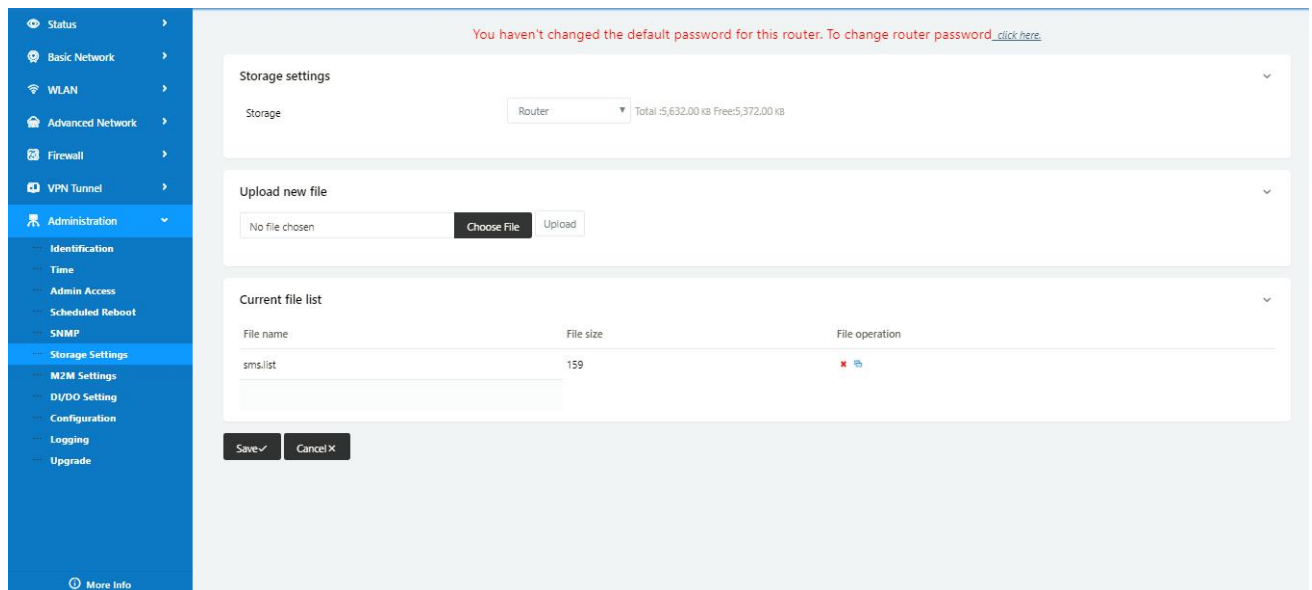 Status
Basic Network
WLAN
Advanced Network
Firewall
VPN Tunnel
Administration
Identification
Time
Admin Access
Scheduled Reboot
SNMP
Storage Settings
M2M Settings
DI/DO Setting
Configuration
Logging
Upgrade
More Info
You haven't changed the default password for this router. To change router password click here.
Storage settings
Storage Router Total :5,632.00 KB Free:5,372.00 KB
Upload new file
No file chosen Choose File Upload
Current file list
File name File size File operation
sms.list 159
Save Cancel